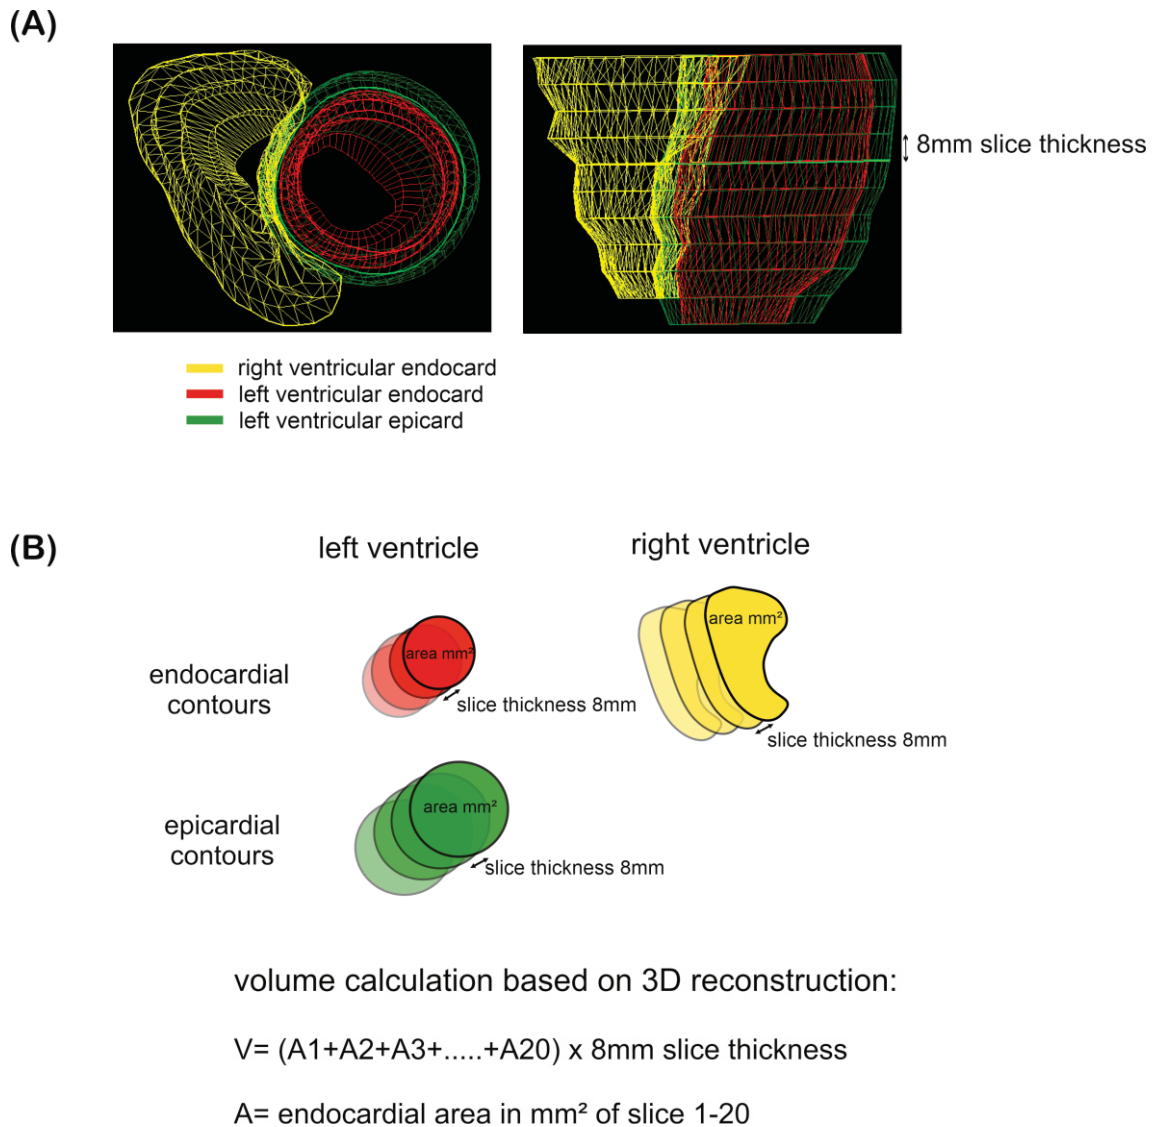 (A)
8mm slice thickness
right ventricular endocard
left ventricular endocard
left ventricular epicard
(B)
left ventricle
right ventricle
area mm²
area mm²
endocardial
contours
slice thickness 8mm
slice thickness 8mm
area mm²
epicardial
contours
slice thickness 8mm
volume calculation based on 3D reconstruction:
V= (A1+A2+A3+.....+A20) x 8mm slice thickness
A= endocardial area in mm² of slice 1-20